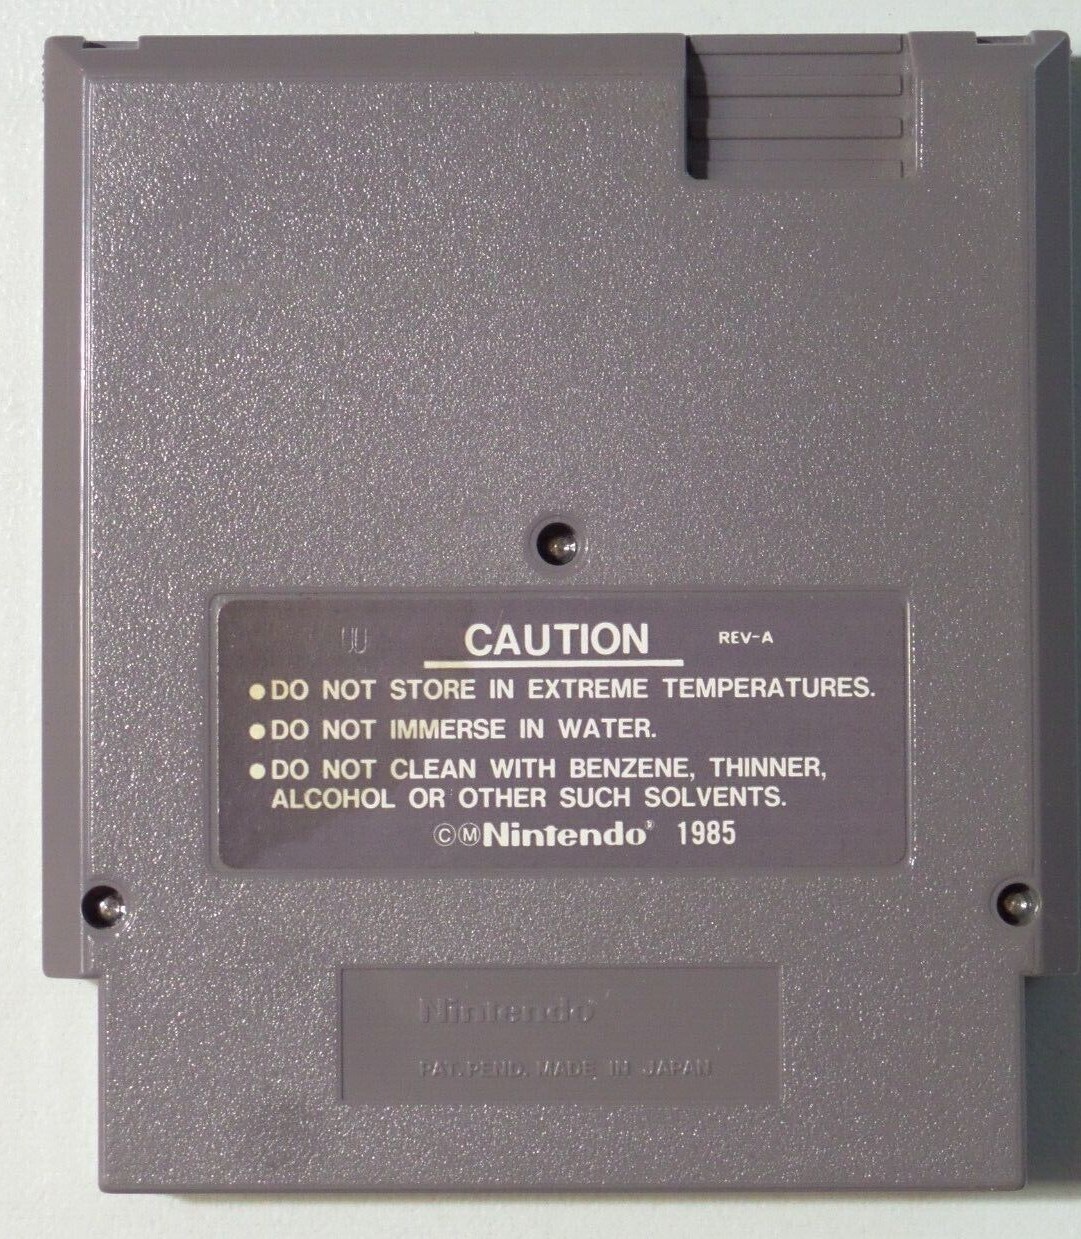 UU CAUTION REV-A
●DO NOT STORE IN EXTREME TEMPERATURES.
●DO NOT IMMERSE IN WATER.
●DO NOT CLEAN WITH BENZENE, THINNER,
ALCOHOL OR OTHER SUCH SOLVENTS.
©ⓂNintendo® 1985
Nintendo®
PAT. PEND. MADE IN JAPAN